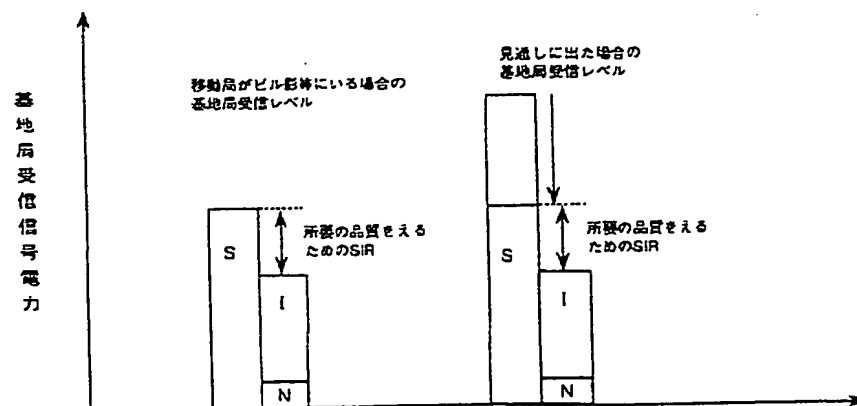 基地局受信信号電力
移動局がビル影等にいる場合の
基地局受信レベル
見通しに出た場合の
基地局受信レベル
所要の品質をえる
ためのSIR
所要の品質をえる
ためのSIR
S
I
N
S
I
N